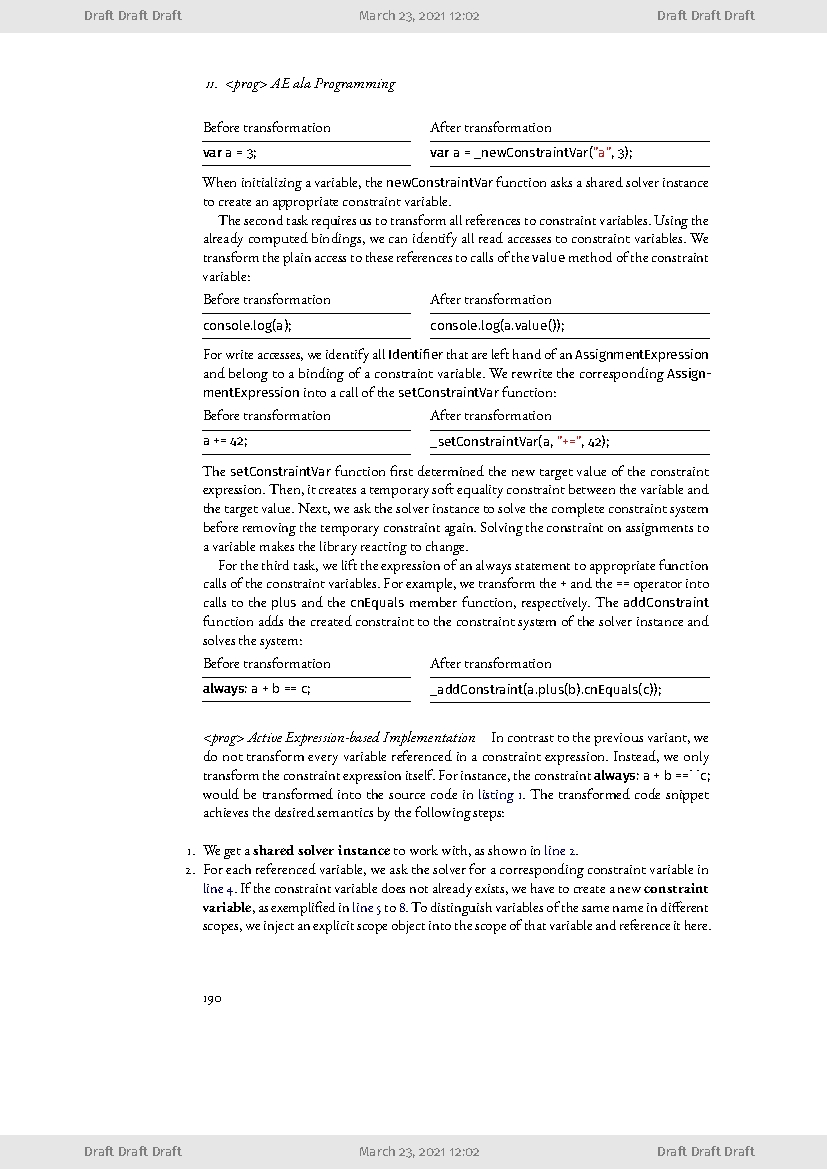 Draft Draft Draft March 23, 2021 12:02 Draft Draft Draft
11. <prog> AE ala Programming
Before transformation After transformation
var a = 3; var a = _newConstraintVar("a", 3);
When initializing a variable, the newConstraintVar function asks a shared solver instance
to create an appropriate constraint variable.
The second task requires us to transform all references to constraint variables. Using the
already computed bindings, we can identify all read accesses to constraint variables. We
transform the plain access to these references to calls of the value method of the constraint
variable:
Before transformation After transformation
console.log(a); console.log(a.value());
For write accesses, we identify all Identifier that are left hand of an AssignmentExpression
and belong to a binding of a constraint variable. We rewrite the corresponding Assign-
mentExpression into a call of the setConstraintVar function:
Before transformation After transformation
a += 42; _setConstraintVar(a, "+=", 42);
The setConstraintVar function first determined the new target value of the constraint
expression. Then, it creates a temporary soft equality constraint between the variable and
the target value. Next, we ask the solver instance to solve the complete constraint system
before removing the temporary constraint again. Solving the constraint on assignments to
a variable makes the library reacting to change.
For the third task, we lift the expression of an always statement to appropriate function
calls of the constraint variables. For example, we transform the + and the == operator into
calls to the plus and the cnEquals member function, respectively. The addConstraint
function adds the created constraint to the constraint system of the solver instance and
solves the system:
Before transformation After transformation
always: a + b == c; _addConstraint(a.plus(b).cnEquals(c));
<prog> Active Expression-based Implementation In contrast to the previous variant, we
do not transform every variable referenced in a constraint expression. Instead, we only
transform the constraint expression itself. For instance, the constraint always: a + b ==``c;
would be transformed into the source code in listing 1. The transformed code snippet
achieves the desired semantics by the following steps:
1. We get a shared solver instance to work with, as shown in line 2.
2. For each referenced variable, we ask the solver for a corresponding constraint variable in
line 4. If the constraint variable does not already exists, we have to create a new constraint
variable, as exemplified in line 5 to 8. To distinguish variables of the same name in different
scopes, we inject an explicit scope object into the scope of that variable and reference it here.
190
Draft Draft Draft March 23, 2021 12:02 Draft Draft Draft